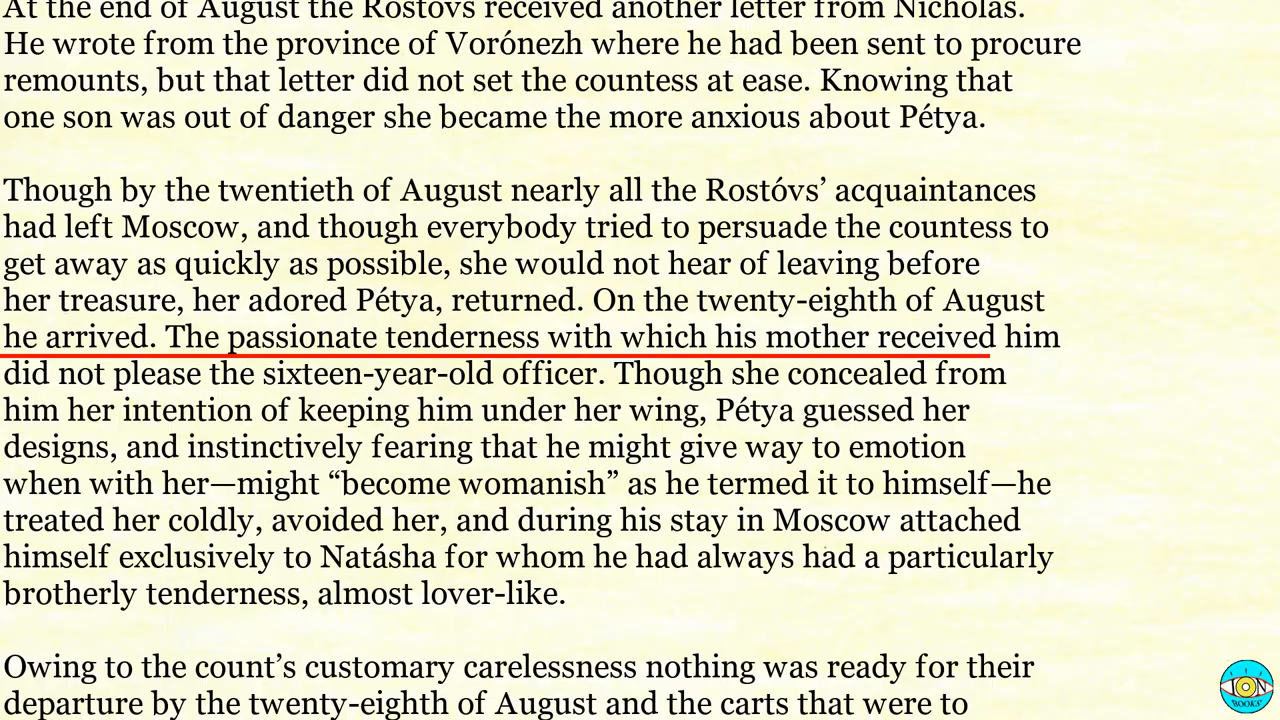 At the end of August the Rostóvs received another letter from Nicholas.
He wrote from the province of Vorónezh where he had been sent to procure
remounts, but that letter did not set the countess at ease. Knowing that
one son was out of danger she became the more anxious about Pétya.
Though by the twentieth of August nearly all the Rostóvs’ acquaintances
had left Moscow, and though everybody tried to persuade the countess to
get away as quickly as possible, she would not hear of leaving before
her treasure, her adored Pétya, returned. On the twenty-eighth of August
he arrived. The passionate tenderness with which his mother received him
did not please the sixteen-year-old officer. Though she concealed from
him her intention of keeping him under her wing, Pétya guessed her
designs, and instinctively fearing that he might give way to emotion
when with her—might “become womanish” as he termed it to himself—he
treated her coldly, avoided her, and during his stay in Moscow attached
himself exclusively to Natásha for whom he had always had a particularly
brotherly tenderness, almost lover-like.
Owing to the count’s customary carelessness nothing was ready for their
departure by the twenty-eighth of August and the carts that were to
ION
BOOKS